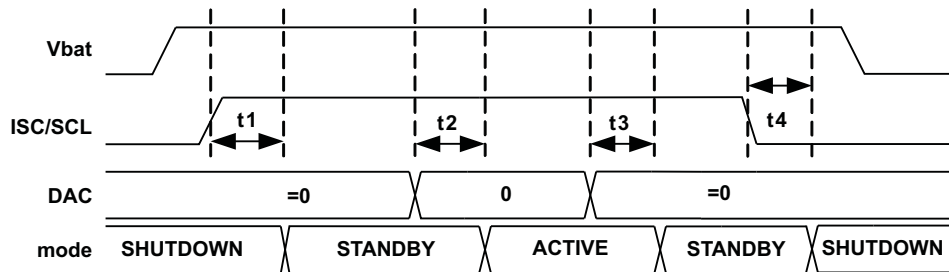 Vbat
ISC/SCL
t1
t2
t3
t4
DAC
=0
0
=0
mode
SHUTDOWN
STANDBY
ACTIVE
STANDBY
SHUTDOWN